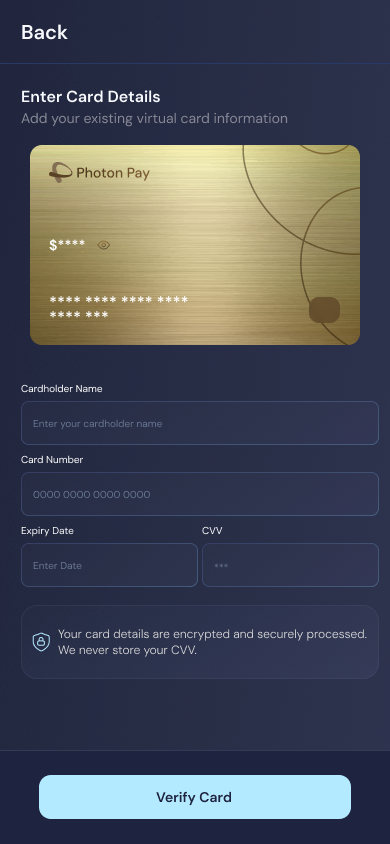 Back
Enter Card Details
Add your existing virtual card information
Photon Pay
$****
**** **** **** ****
**** ***
Cardholder Name
Enter your cardholder name
Card Number
0000 0000 0000 0000
Expiry Date
CVV
Enter Date
***
Your card details are encrypted and securely processed.
We never store your CVV.
Verify Card